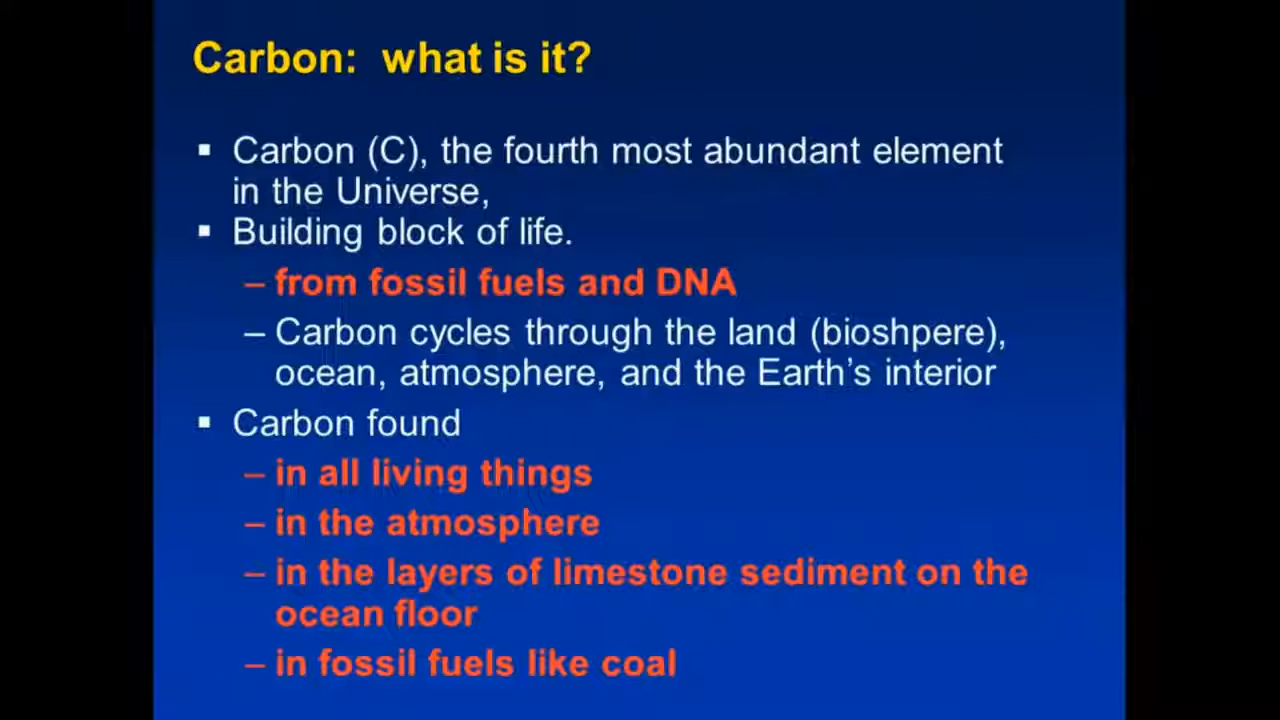 Carbon:  what is it?
▪ Carbon (C), the fourth most abundant element
in the Universe,
▪ Building block of life.
– from fossil fuels and DNA
– Carbon cycles through the land (bioshpere),
ocean, atmosphere, and the Earth’s interior
▪ Carbon found
– in all living things
– in the atmosphere
– in the layers of limestone sediment on the
ocean floor
– in fossil fuels like coal